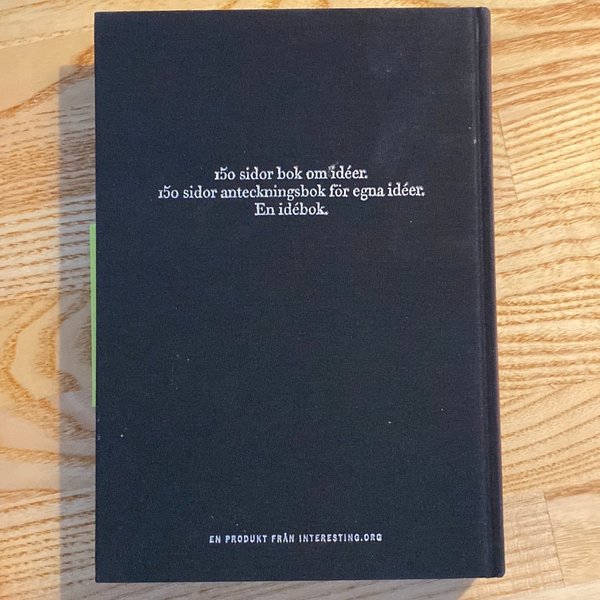 150 sidor bok om idéer.
150 sidor anteckningsbok för egna idéer.
En idébok.
EN PRODUKT FRÅN INTERESTING.ORG